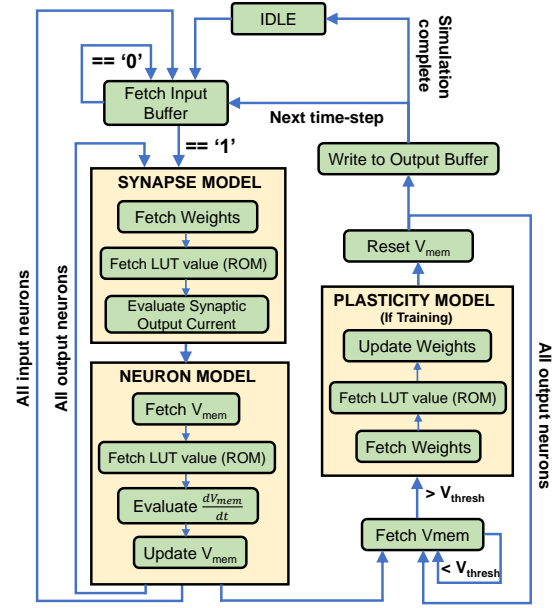 IDLE
Simulation
complete
== '0'
Fetch Input
Buffer
Next time-step
== '1'
Write to Output Buffer
SYNAPSE MODEL
Fetch Weights
Fetch LUT value (ROM)
Evaluate Synaptic
Output Current
NEURON MODEL
Fetch V_mem
Fetch LUT value (ROM)
Evaluate dV_mem/dt
Update V_mem
All input neurons
All output neurons
Reset V_mem
PLASTICITY MODEL
(If Training)
Update Weights
Fetch LUT value (ROM)
Fetch Weights
> V_thresh
Fetch Vmem
< V_thresh
All output neurons